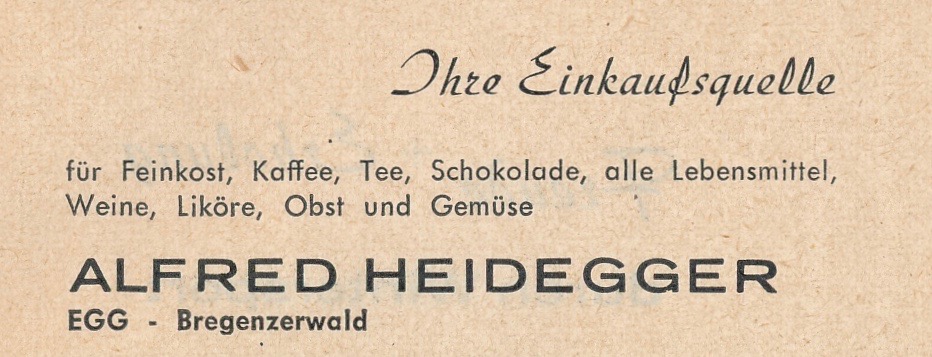 Ihre Einkaufsquelle
für Feinkost, Kaffee, Tee, Schokolade, alle Lebensmittel,
Weine, Liköre, Obst und Gemüse
ALFRED HEIDEGGER
EGG - Bregenzerwald